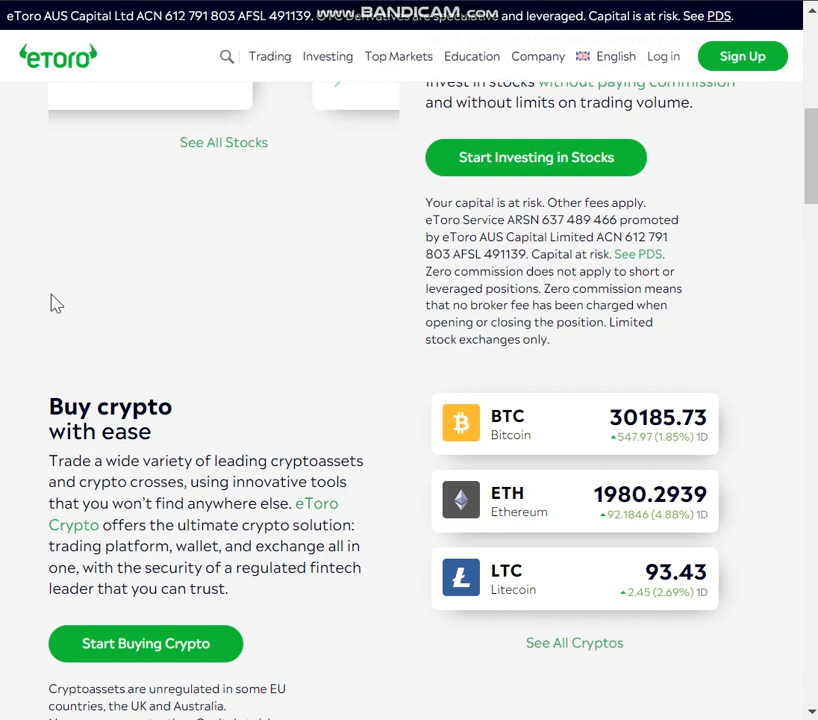 eToro AUS Capital Ltd ACN 612 791 803 AFSL 491139. OTC Derivatives are speculative and leveraged. Capital is at risk. See PDS.
www.BANDICAM.com
eToro
Trading
Investing
Top Markets
Education
Company
English
Log in
Sign Up
Invest in stocks without paying commission
and without limits on trading volume.
See All Stocks
Start Investing in Stocks
Your capital is at risk. Other fees apply.
eToro Service ARSN 637 489 466 promoted
by eToro AUS Capital Limited ACN 612 791
803 AFSL 491139. Capital at risk. See PDS.
Zero commission does not apply to short or
leveraged positions. Zero commission means
that no broker fee has been charged when
opening or closing the position. Limited
stock exchanges only.
Buy crypto
with ease
Trade a wide variety of leading cryptoassets
and crypto crosses, using innovative tools
that you won't find anywhere else. eToro
Crypto offers the ultimate crypto solution:
trading platform, wallet, and exchange all in
one, with the security of a regulated fintech
leader that you can trust.
Start Buying Crypto
Cryptoassets are unregulated in some EU
countries, the UK and Australia.
BTC 30185.73
Bitcoin 547.97 (1.85%) 1D
ETH 1980.2939
Ethereum 92.1846 (4.88%) 1D
LTC 93.43
Litecoin 2.45 (2.69%) 1D
See All Cryptos